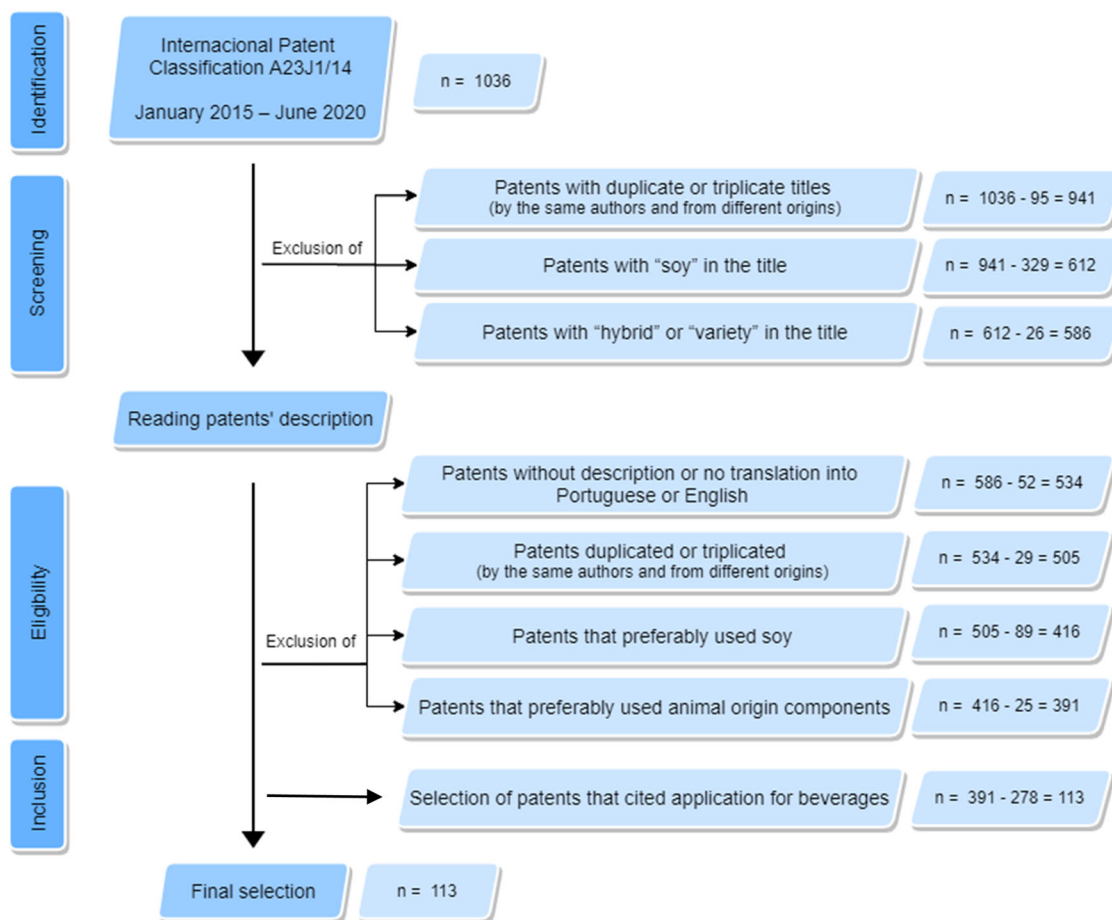 Identification
Internacional Patent
Classification A23J1/14
January 2015 – June 2020
n = 1036
Screening
Exclusion of
Patents with duplicate or triplicate titles
(by the same authors and from different origins)
n = 1036 - 95 = 941
Patents with “soy” in the title
n = 941 - 329 = 612
Patents with “hybrid” or “variety” in the title
n = 612 - 26 = 586
Reading patents' description
Eligibility
Exclusion of
Patents without description or no translation into
Portuguese or English
n = 586 - 52 = 534
Patents duplicated or triplicated
(by the same authors and from different origins)
n = 534 - 29 = 505
Patents that preferably used soy
n = 505 - 89 = 416
Patents that preferably used animal origin components
n = 416 - 25 = 391
Inclusion
Selection of patents that cited application for beverages
n = 391 - 278 = 113
Final selection
n = 113